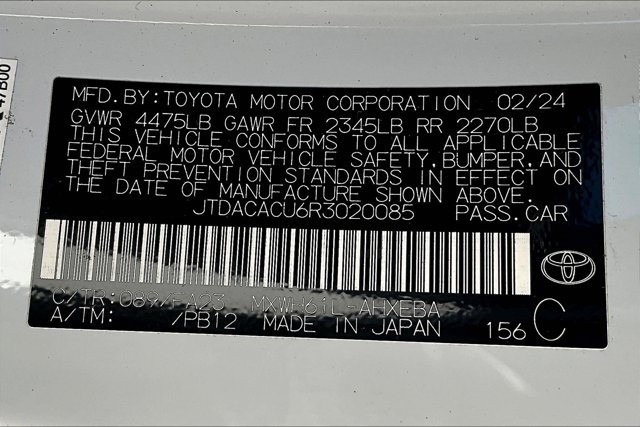 47B00
MFD.BY:TOYOTA MOTOR CORPORATION 02/24
GVWR 4475LB GAWR FR 2345LB RR 2270LB
THIS VEHICLE CONFORMS TO ALL APPLICABLE
FEDERAL MOTOR VEHICLE SAFETY,BUMPER,AND
THEFT PREVENTION STANDARDS IN EFFECT ON
THE DATE OF MANUFACTURE SHOWN ABOVE.
JTDACACU6R3020085 PASS.CAR
C/TR:089/FA23 MXWH61L-AHXEBA
A/TM: /PB12 MADE IN JAPAN 156 C